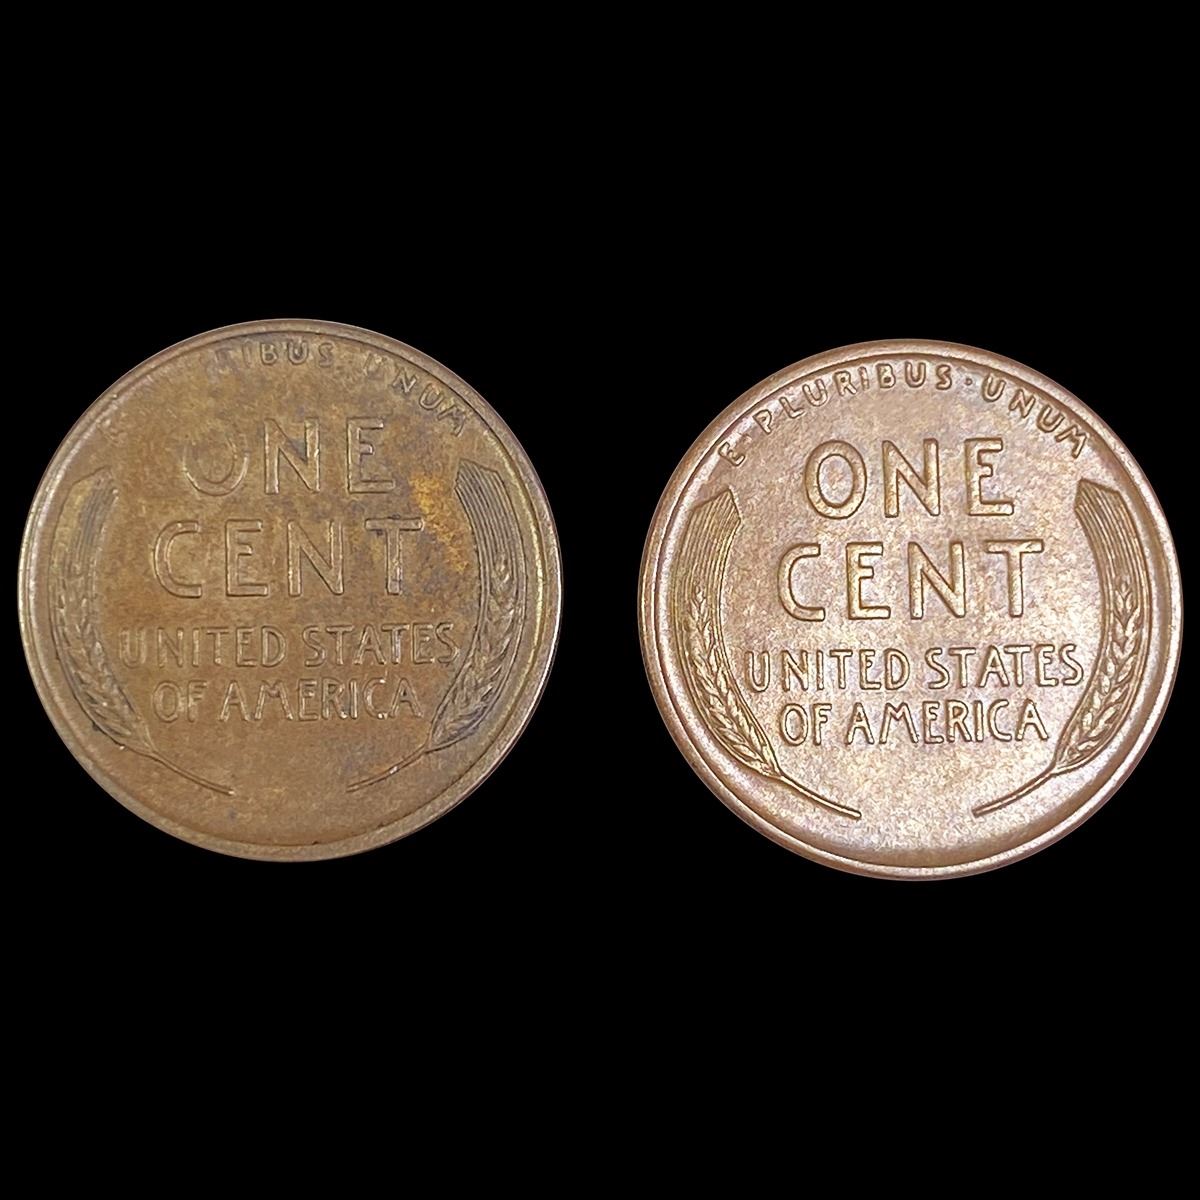 RIBUS · UNUM
ONE
CENT
UNITED STATES
OF AMERICA
E · PLURIBUS · UNUM
ONE
CENT
UNITED STATES
OF AMERICA